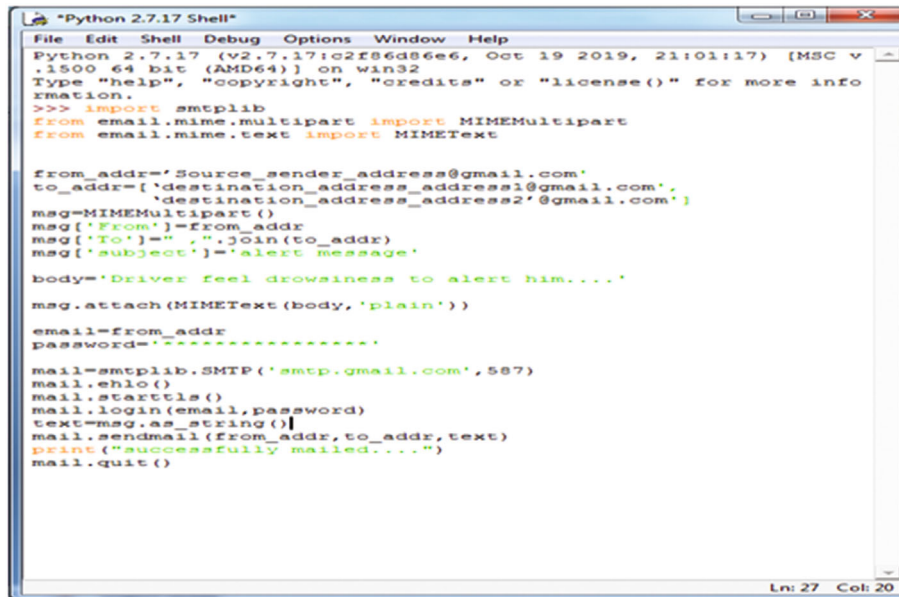 *Python 2.7.17 Shell*
File Edit Shell Debug Options Window Help
Python 2.7.17 (v2.7.17:c2f86d86e6, Oct 19 2019, 21:01:17) [MSC v
.1500 64 bit (AMD64)] on win32
Type "help", "copyright", "credits" or "license()" for more info
rmation.
>>> import smtplib
from email.mime.multipart import MIMEMultipart
from email.mime.text import MIMEText
from_addr='Source_sender_address@gmail.com'
to_addr=['destination_address_address1@gmail.com',
'destination_address_address2'@gmail.com']
msg=MIMEMultipart()
msg['From']=from_addr
msg['To']=" ,".join(to_addr)
msg['subject']='alert message'
body='Driver feel drowsiness to alert him....'
msg.attach(MIMEText(body,'plain'))
email=from_addr
password='****************'
mail=smtplib.SMTP('smtp.gmail.com',587)
mail.ehlo()
mail.starttls()
mail.login(email,password)
text=msg.as_string()
mail.sendmail(from_addr,to_addr,text)
print("successfully mailed....")
mail.quit()
Ln: 27 Col: 20